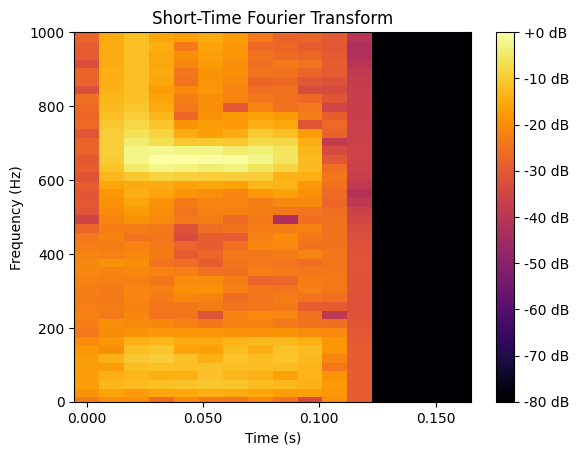 Short-Time Fourier Transform
1000
800
600
400
200
0
Frequency (Hz)
0.000
0.050
0.100
0.150
Time (s)
+0 dB
-10 dB
-20 dB
-30 dB
-40 dB
-50 dB
-60 dB
-70 dB
-80 dB